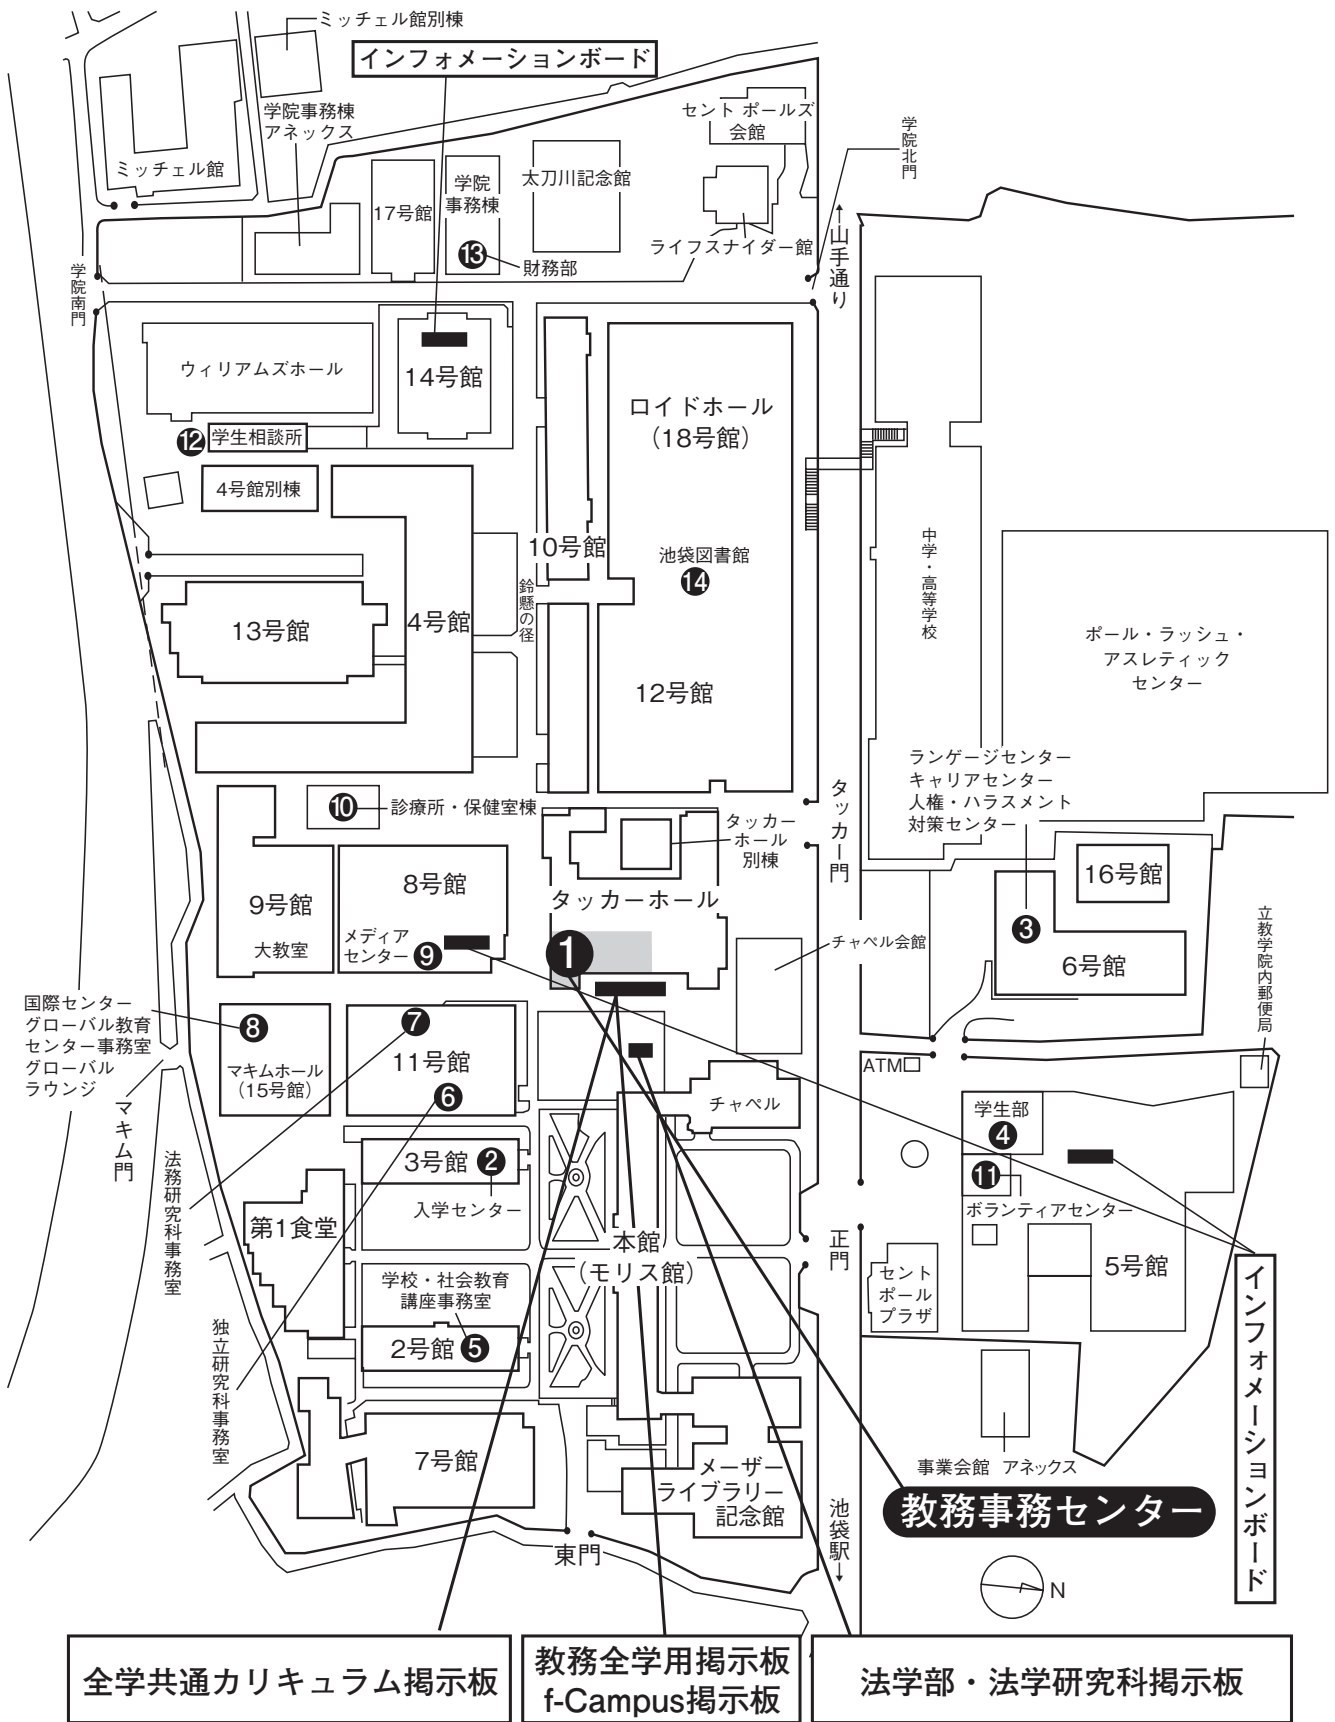 ミッチェル館別棟
インフォメーションボード
学院事務棟
アネックス
セント ポールズ
会館
学院北門
ミッチェル館
17号館
学院
事務棟
太刀川記念館
⓭
財務部
ライフスナイダー館
←山手通り
学院南門
ウィリアムズホール
14号館
ロイドホール
（18号館）
⓬ 学生相談所
4号館別棟
10号館
池袋図書館
⓮
中学・高等学校
鈴懸の径
13号館
4号館
ポール・ラッシュ・
アスレティック
センター
12号館
ランゲージセンター
キャリアセンター
人権・ハラスメント
対策センター
❿ 診療所・保健室棟
タッカー
ホール
別棟
タッカー門
16号館
8号館
9号館
大教室
タッカーホール
メディア
センター ❾
❶
チャペル会館
❸
6号館
立教学院内郵便局
国際センター
グローバル教育
センター事務室
グローバル
ラウンジ
❽
マキムホール
（15号館）
❼
11号館
❻
ATM
チャペル
マキム門
学生部
❹
3号館 ❷
入学センター
⓫
ボランティアセンター
法務研究科事務室
第1食堂
本館
（モリス館）
正門
セント
ポール
プラザ
5号館
インフォメーションボード
学校・社会教育
講座事務室
2号館 ❺
独立研究科事務室
7号館
メーザー
ライブラリー
記念館
事業会館 アネックス
教務事務センター
池袋駅→
東門
N
全学共通カリキュラム掲示板
教務全学用掲示板
f-Campus掲示板
法学部・法学研究科掲示板